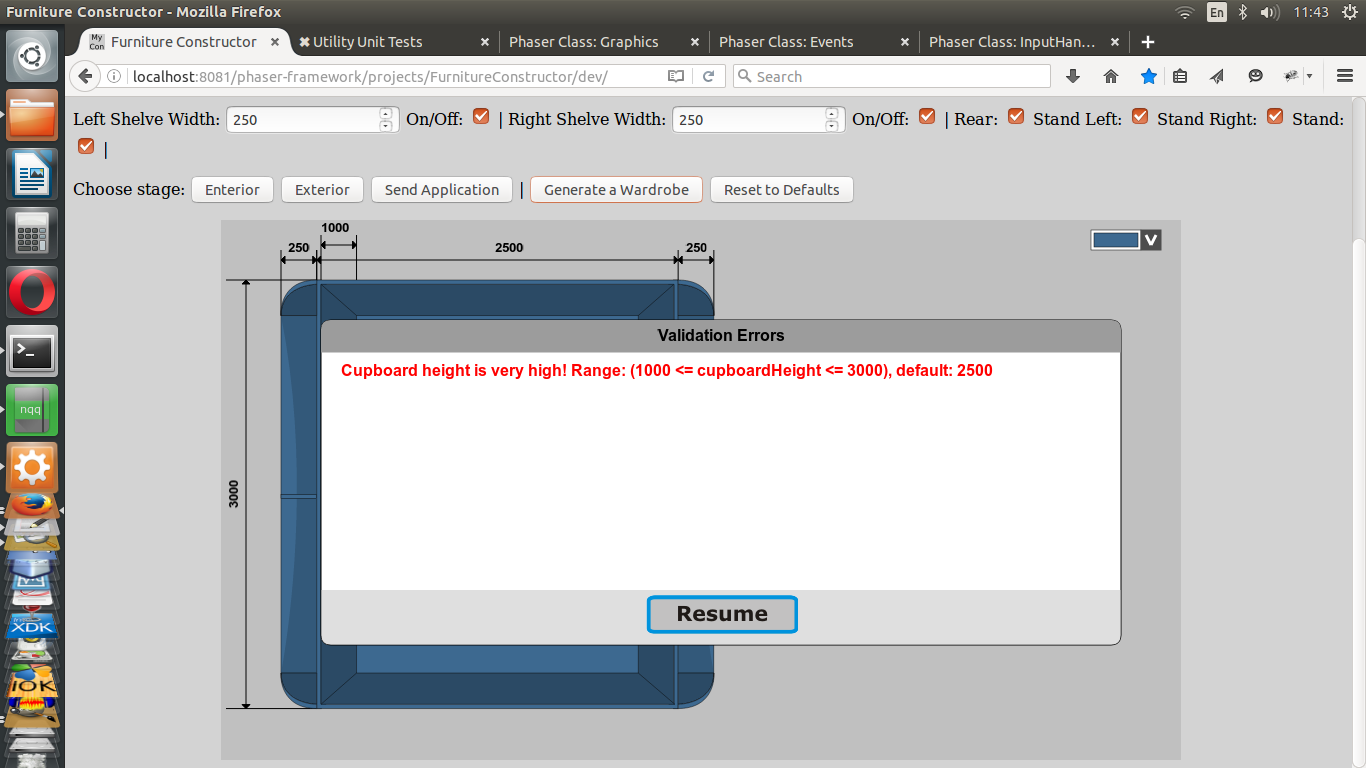 Furniture Constructor - Mozilla Firefox
En
11:43
My Con
Furniture Constructor
Utility Unit Tests
Phaser Class: Graphics
Phaser Class: Events
Phaser Class: InputHan...
localhost:8081/phaser-framework/projects/FurnitureConstructor/dev/
Search
Left Shelve Width: 250 On/Off: | Right Shelve Width: 250 On/Off: | Rear: Stand Left: Stand Right: Stand:
|
Choose stage: Enterior Exterior Send Application | Generate a Wardrobe Reset to Defaults
1000
250 2500 250
V
3000
Validation Errors
Cupboard height is very high! Range: (1000 <= cupboardHeight <= 3000), default: 2500
Resume
nqq
XDK
IOK